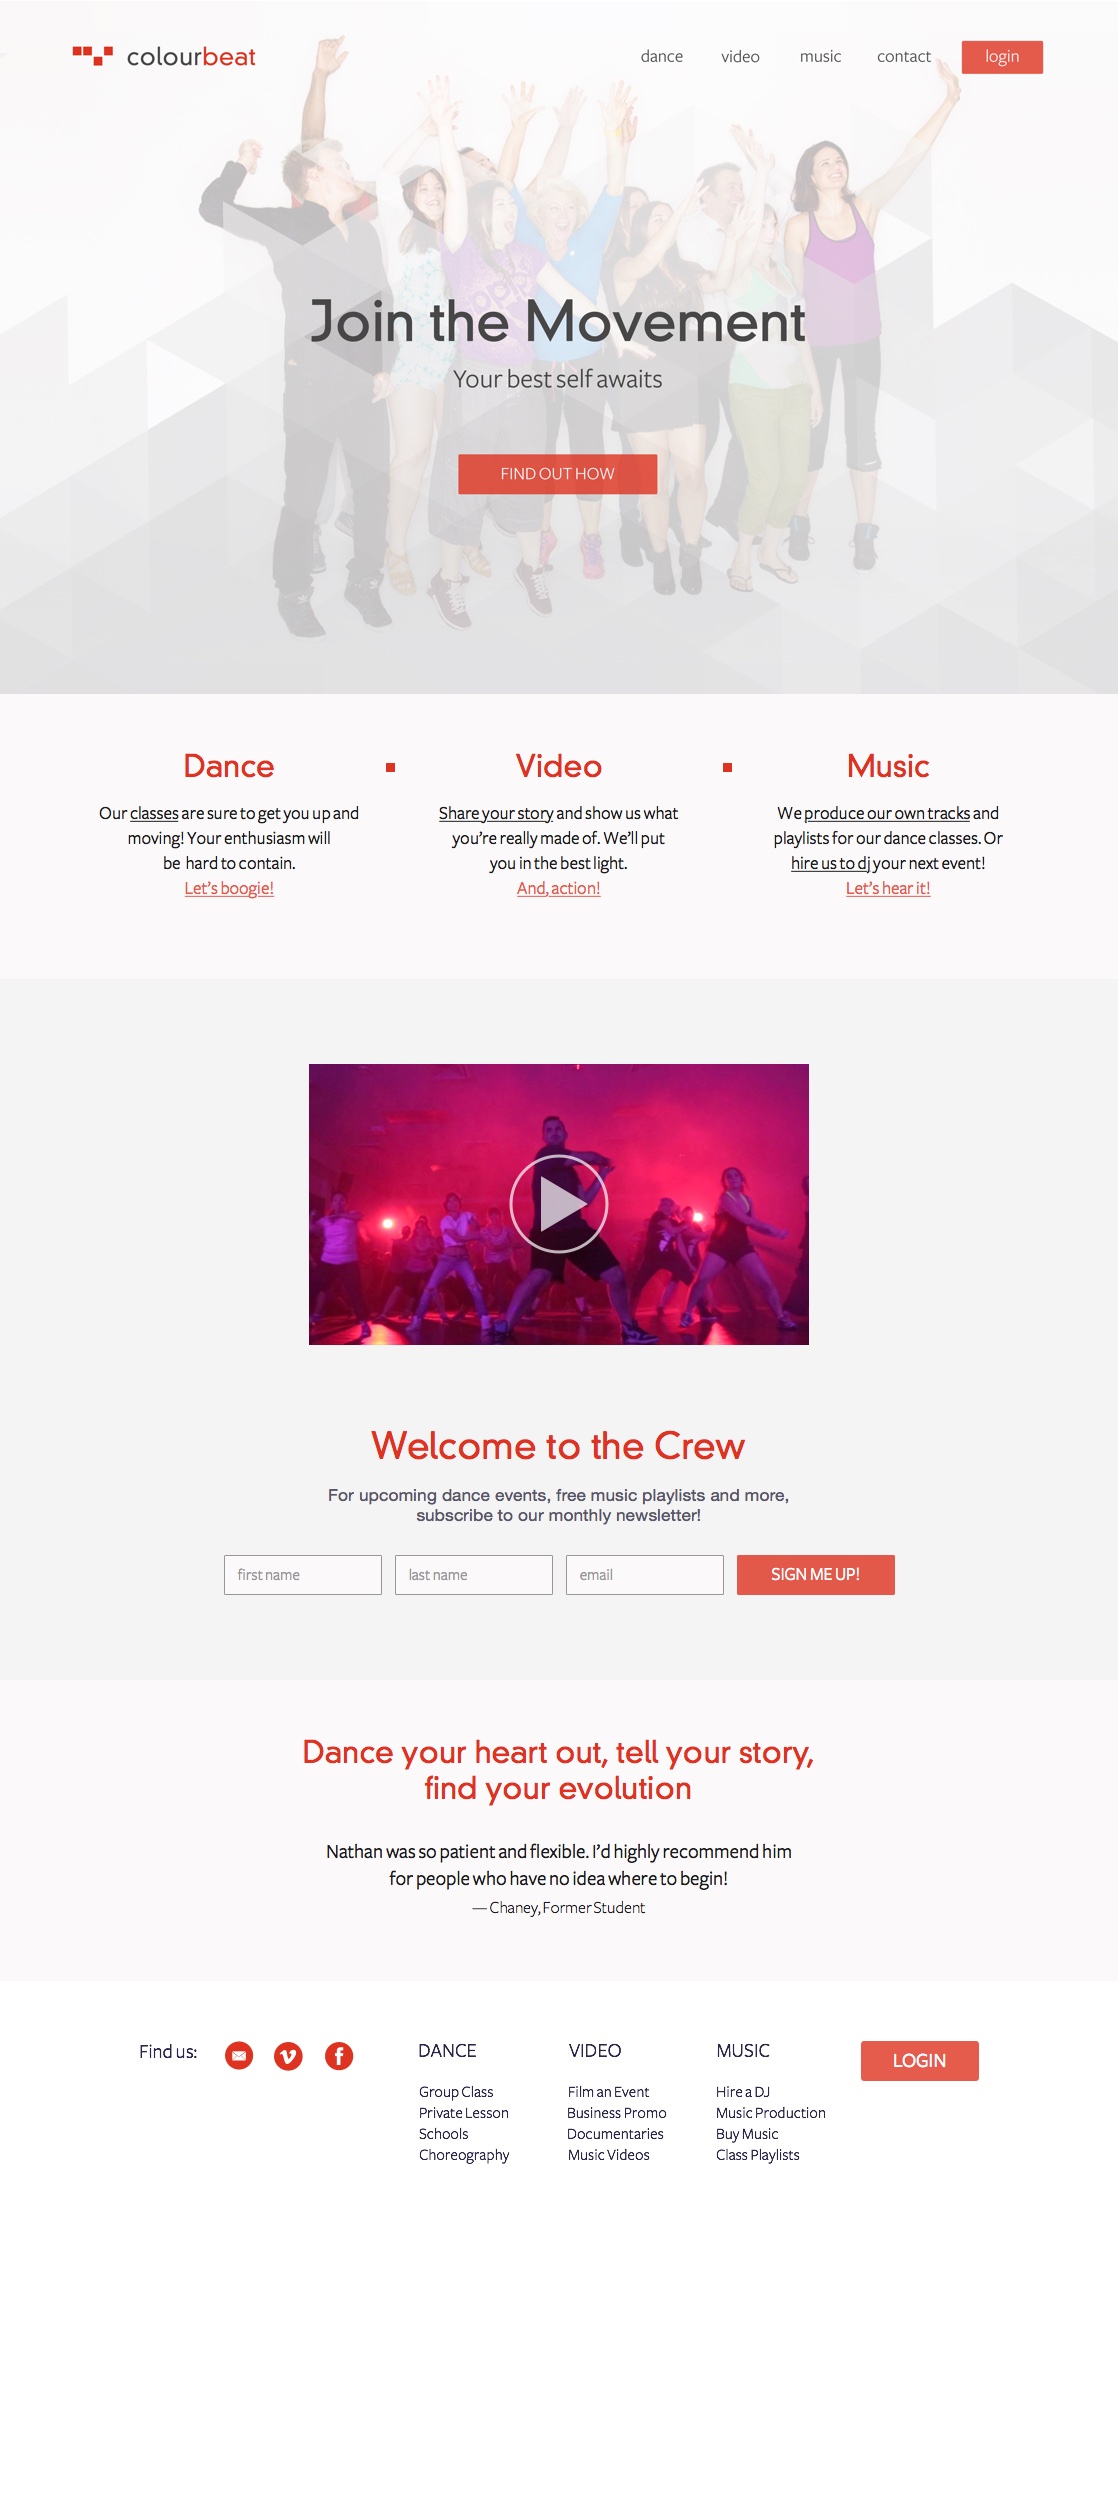 colourbeat
dance video music contact login
Join the Movement
Your best self awaits
FIND OUT HOW
Dance
Our classes are sure to get you up and
moving! Your enthusiasm will
be hard to contain.
Let's boogie!
Video
Share your story and show us what
you're really made of. We'll put
you in the best light.
And, action!
Music
We produce our own tracks and
playlists for our dance classes. Or
hire us to dj your next event!
Let's hear it!
Welcome to the Crew
For upcoming dance events, free music playlists and more,
subscribe to our monthly newsletter!
first name last name email SIGN ME UP!
Dance your heart out, tell your story,
find your evolution
Nathan was so patient and flexible. I'd highly recommend him
for people who have no idea where to begin!
— Chaney, Former Student
Find us:
DANCE
Group Class
Private Lesson
Schools
Choreography
VIDEO
Film an Event
Business Promo
Documentaries
Music Videos
MUSIC
Hire a DJ
Music Production
Buy Music
Class Playlists
LOGIN